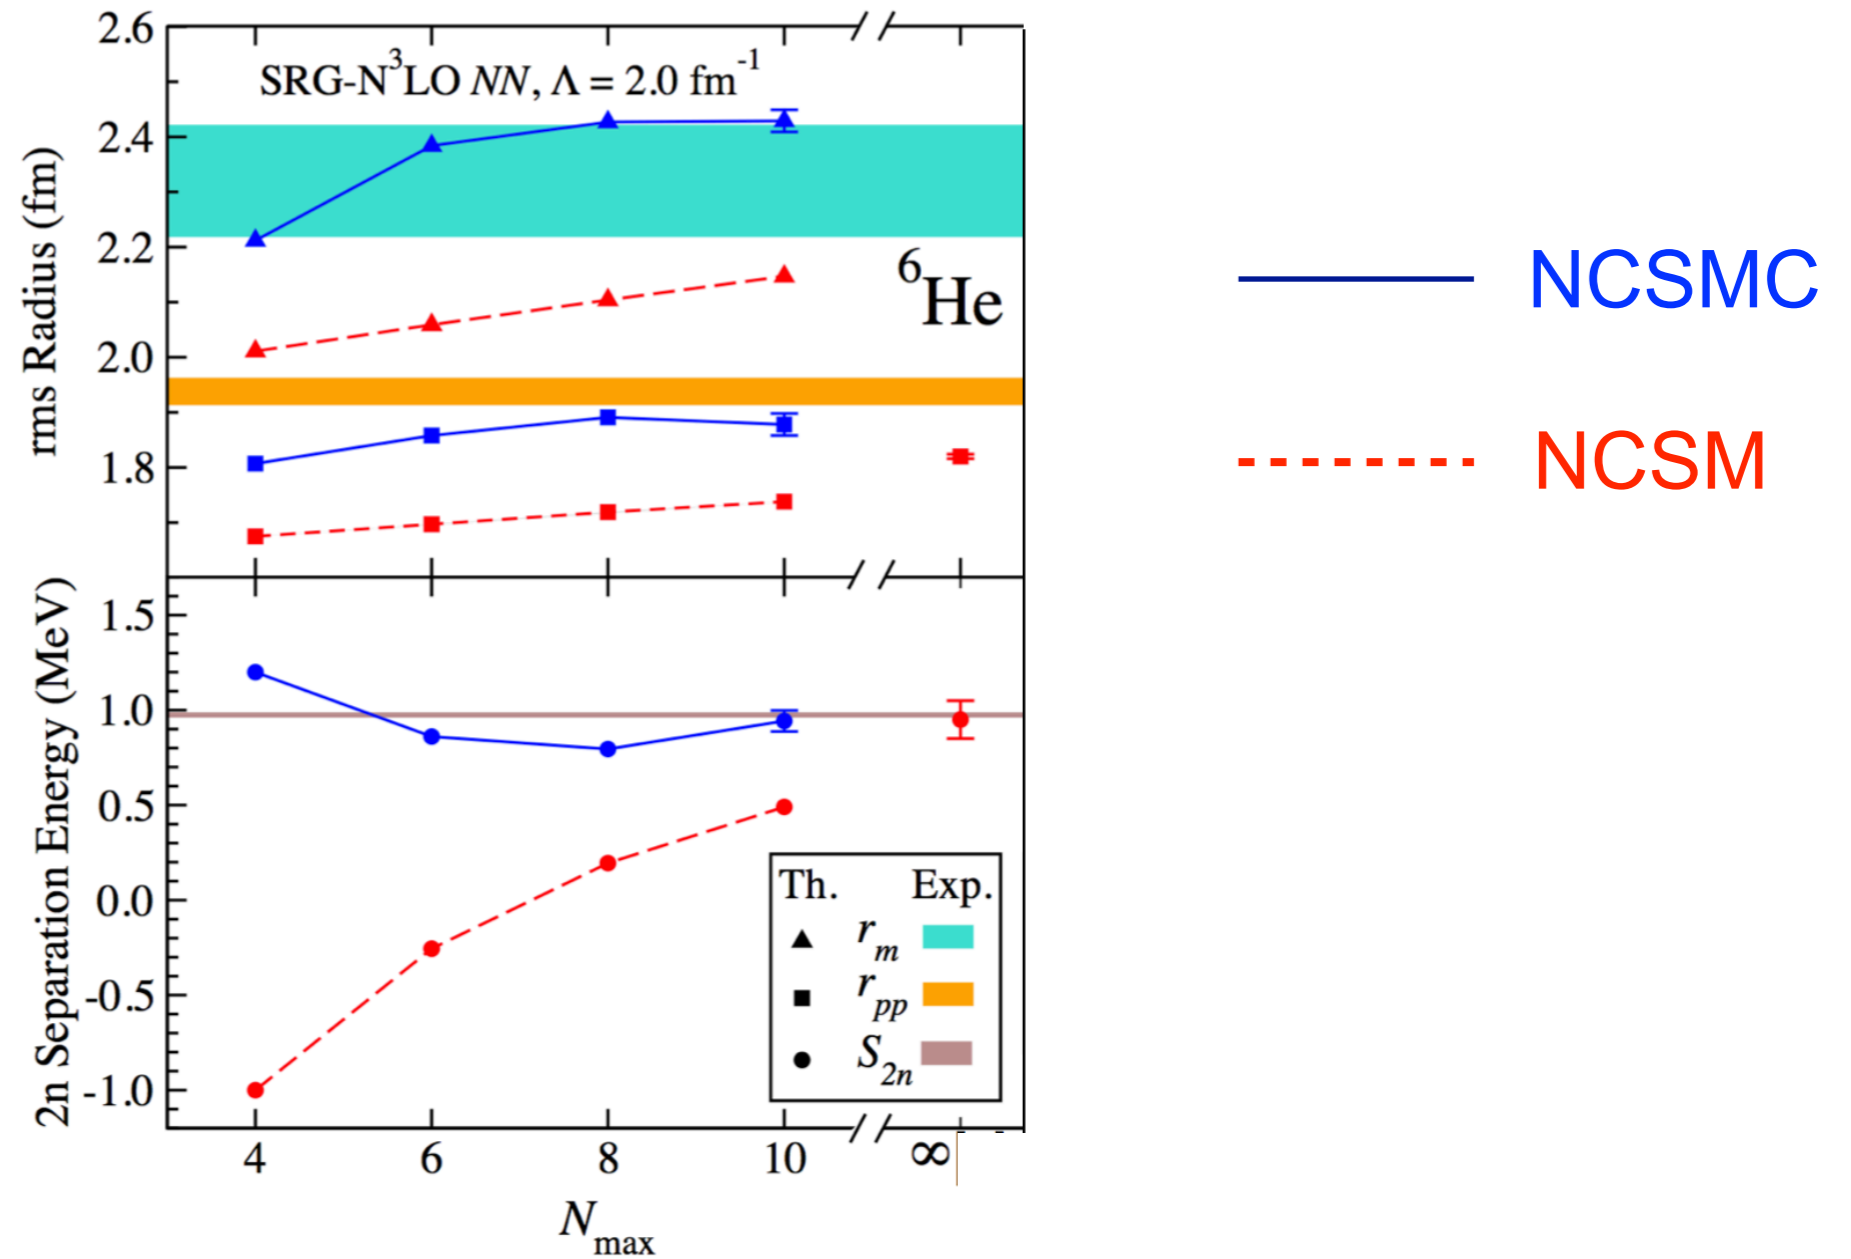 2.6
SRG-N³LO NN, Λ = 2.0 fm⁻¹
2.4
2.2
2.0
1.8
rms Radius (fm)
⁶He
NCSMC
NCSM
1.5
1.0
0.5
0.0
-0.5
-1.0
2n Separation Energy (MeV)
Th. Exp.
rₘ
r_pp
S_2n
4 6 8 10 ∞
N_max